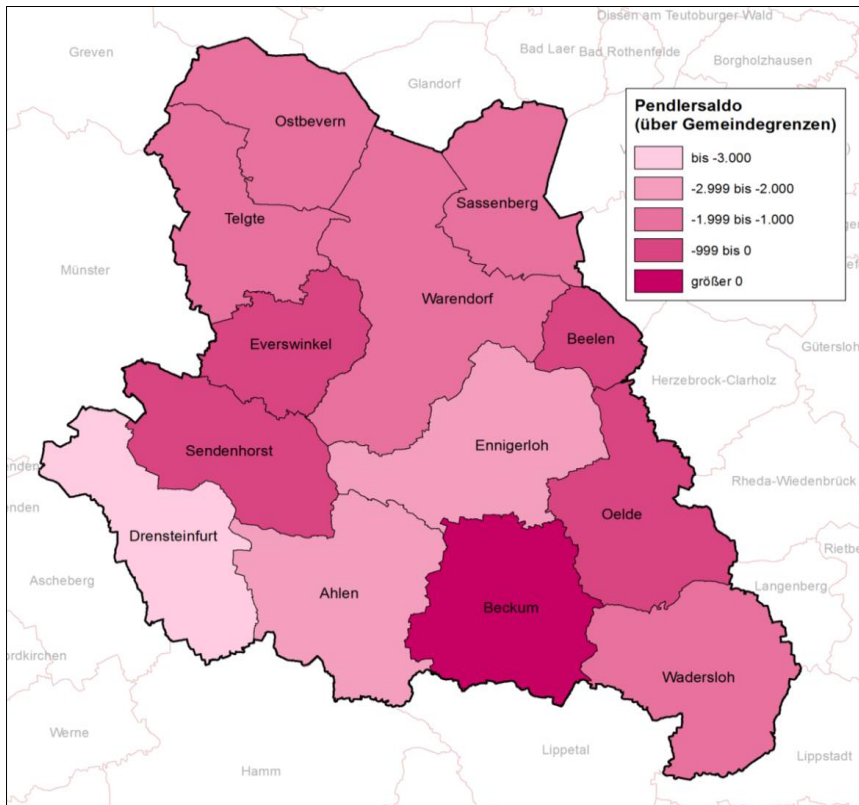 Dissen am Teutoburger Wald
Greven
Bad Laer
Bad Rothenfelde
Borgholzhausen
Glandorf
Pendlersaldo
(über Gemeindegrenzen)
bis -3.000
-2.999 bis -2.000
-1.999 bis -1.000
-999 bis 0
größer 0
Ostbevern
Sassenberg
Telgte
Münster
Warendorf
Everswinkel
Beelen
Gütersloh
Herzebrock-Clarholz
Ennigerloh
Sendenhorst
Rheda-Wiedenbrück
Oelde
Drensteinfurt
Ascheberg
Langenberg
Ahlen
Beckum
Wadersloh
Werne
Lippetal
Lippstadt
Hamm